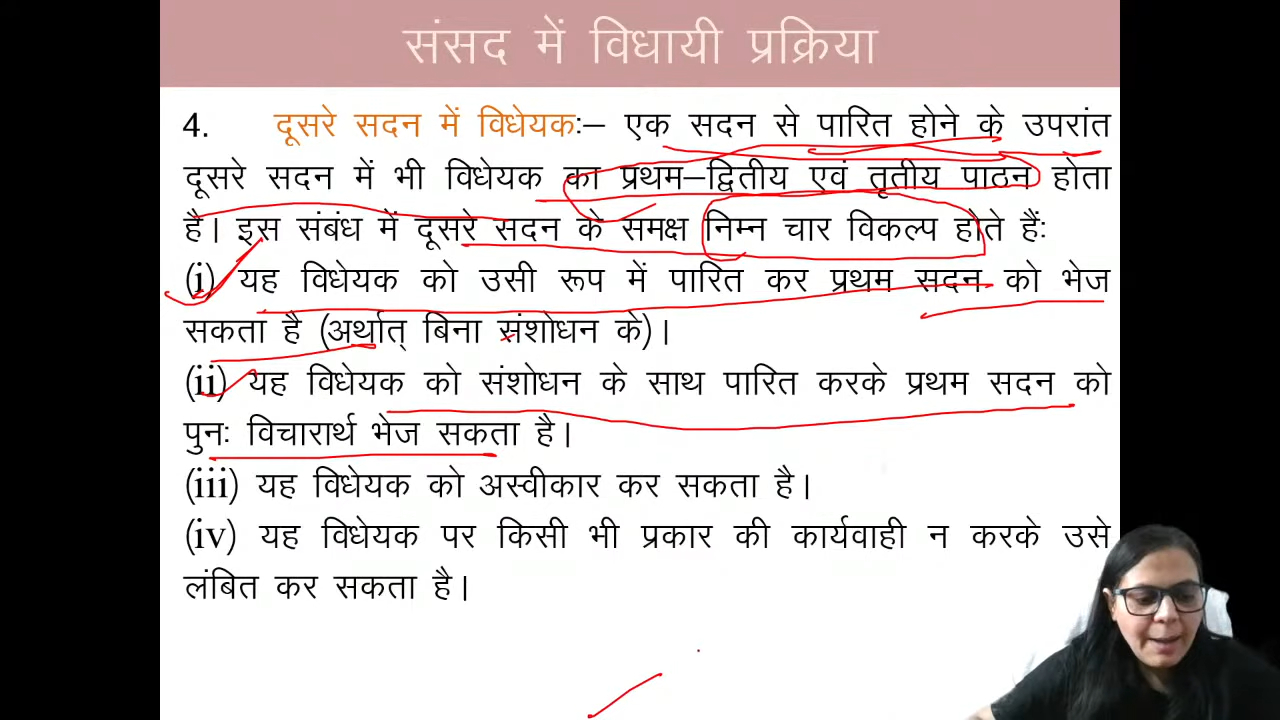 संसद में विधायी प्रक्रिया
4. दूसरे सदन में विधेयकः– एक सदन से पारित होने के उपरांत
दूसरे सदन में भी विधेयक का प्रथम–द्वितीय एवं तृतीय पाठन होता
है। इस संबंध में दूसरे सदन के समक्ष निम्न चार विकल्प होते हैंः
(i) यह विधेयक को उसी रूप में पारित कर प्रथम सदन को भेज
सकता है (अर्थात् बिना संशोधन के)।
(ii) यह विधेयक को संशोधन के साथ पारित करके प्रथम सदन को
पुनः विचारार्थ भेज सकता है।
(iii) यह विधेयक को अस्वीकार कर सकता है।
(iv) यह विधेयक पर किसी भी प्रकार की कार्यवाही न करके उसे
लंबित कर सकता है।